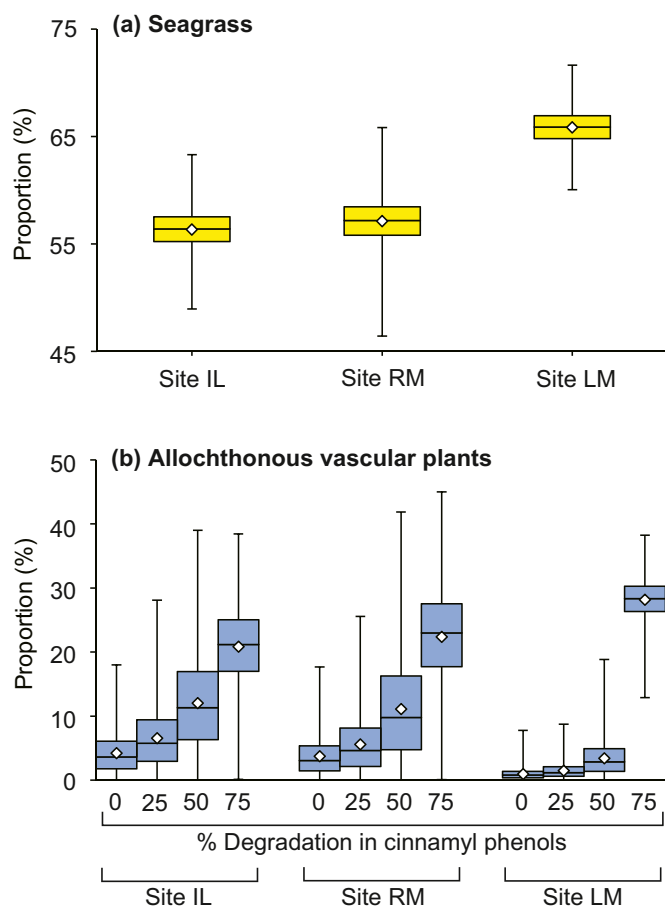 (a) Seagrass
75
65
55
45
Proportion (%)
Site IL Site RM Site LM
(b) Allochthonous vascular plants
50
40
30
20
10
0
Proportion (%)
0 25 50 75 0 25 50 75 0 25 50 75
% Degradation in cinnamyl phenols
Site IL Site RM Site LM